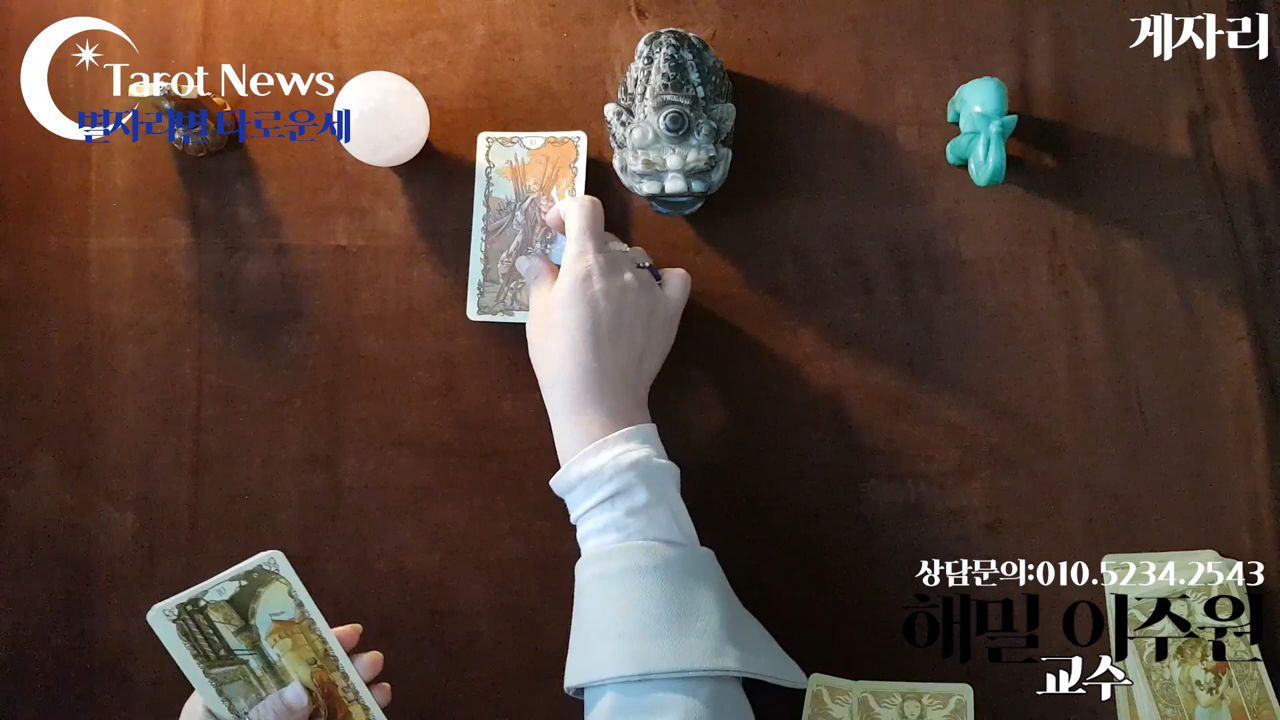 게자리
Tarot News
별자리별 타로운세
상담문의:010.5234.2543
해밀 이주원
교수